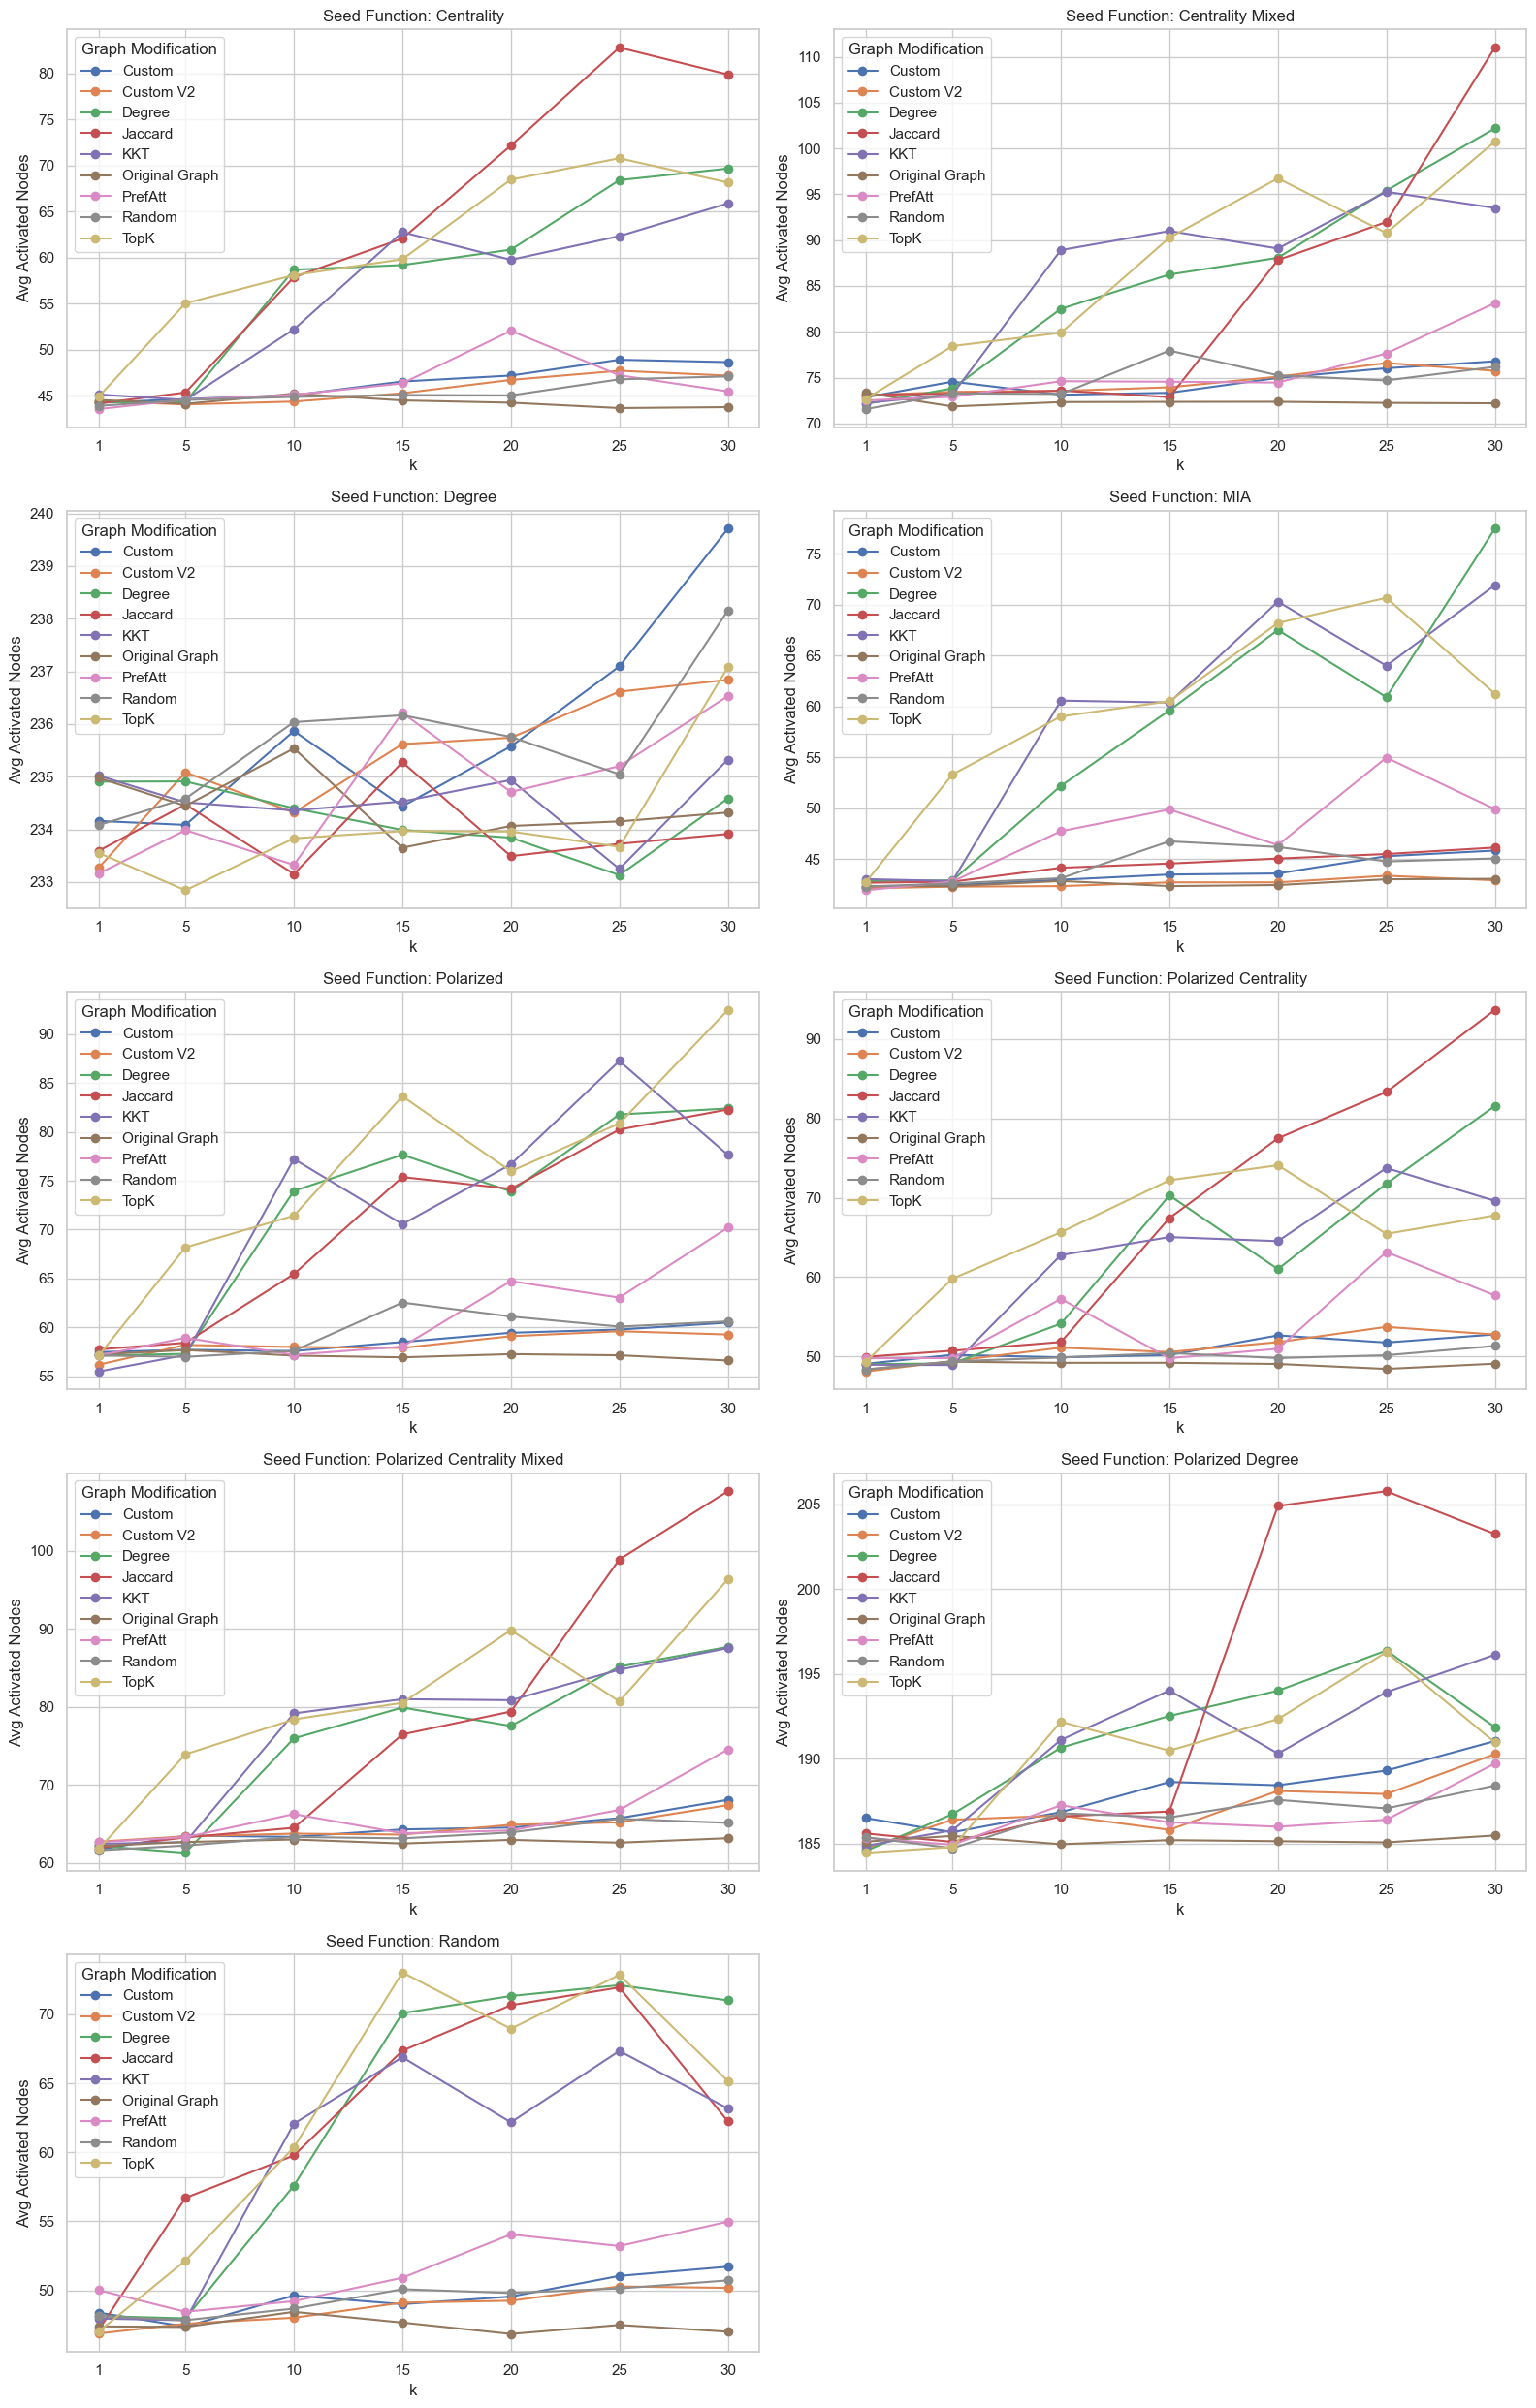 Seed Function: Centrality
Graph Modification
Custom
Custom V2
Degree
Jaccard
KKT
Original Graph
PrefAtt
Random
TopK
Avg Activated Nodes
80
75
70
65
60
55
50
45
1 5 10 15 20 25 30
k
Seed Function: Centrality Mixed
Graph Modification
Custom
Custom V2
Degree
Jaccard
KKT
Original Graph
PrefAtt
Random
TopK
Avg Activated Nodes
110
105
100
95
90
85
80
75
70
1 5 10 15 20 25 30
k
Seed Function: Degree
Graph Modification
Custom
Custom V2
Degree
Jaccard
KKT
Original Graph
PrefAtt
Random
TopK
Avg Activated Nodes
240
239
238
237
236
235
234
233
1 5 10 15 20 25 30
k
Seed Function: MIA
Graph Modification
Custom
Custom V2
Degree
Jaccard
KKT
Original Graph
PrefAtt
Random
TopK
Avg Activated Nodes
75
70
65
60
55
50
45
1 5 10 15 20 25 30
k
Seed Function: Polarized
Graph Modification
Custom
Custom V2
Degree
Jaccard
KKT
Original Graph
PrefAtt
Random
TopK
Avg Activated Nodes
90
85
80
75
70
65
60
55
1 5 10 15 20 25 30
k
Seed Function: Polarized Centrality
Graph Modification
Custom
Custom V2
Degree
Jaccard
KKT
Original Graph
PrefAtt
Random
TopK
Avg Activated Nodes
90
80
70
60
50
1 5 10 15 20 25 30
k
Seed Function: Polarized Centrality Mixed
Graph Modification
Custom
Custom V2
Degree
Jaccard
KKT
Original Graph
PrefAtt
Random
TopK
Avg Activated Nodes
100
90
80
70
60
1 5 10 15 20 25 30
k
Seed Function: Polarized Degree
Graph Modification
Custom
Custom V2
Degree
Jaccard
KKT
Original Graph
PrefAtt
Random
TopK
Avg Activated Nodes
205
200
195
190
185
1 5 10 15 20 25 30
k
Seed Function: Random
Graph Modification
Custom
Custom V2
Degree
Jaccard
KKT
Original Graph
PrefAtt
Random
TopK
Avg Activated Nodes
70
65
60
55
50
1 5 10 15 20 25 30
k